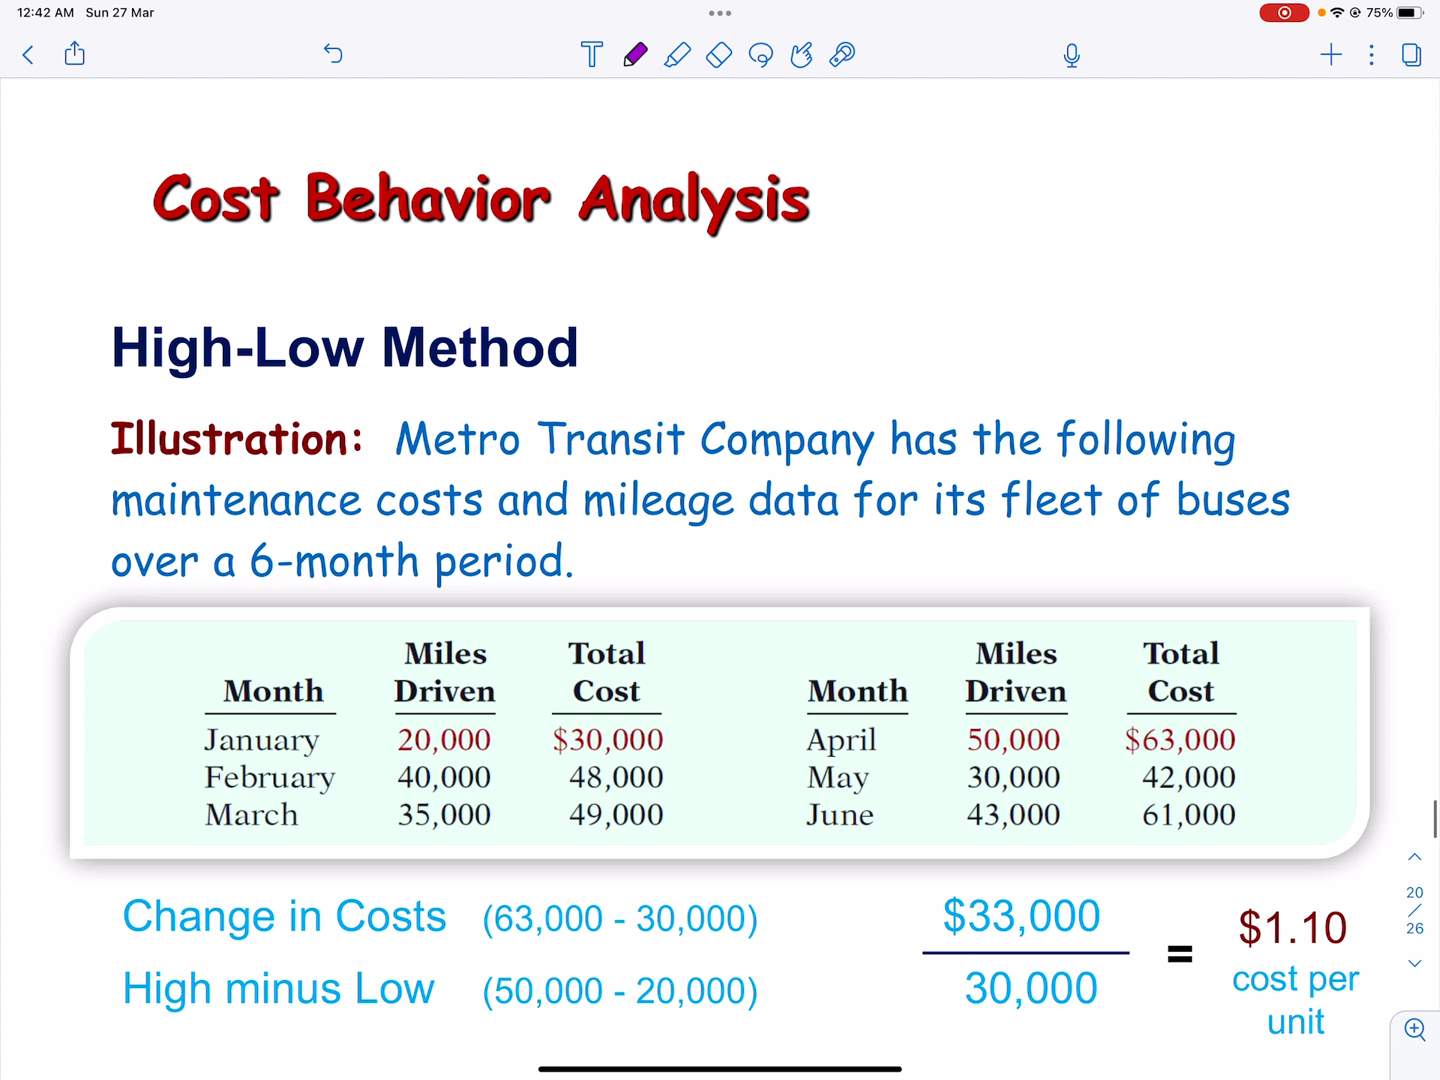 12:42 AM Sun 27 Mar
75%
Cost Behavior Analysis
High-Low Method
Illustration: Metro Transit Company has the following
maintenance costs and mileage data for its fleet of buses
over a 6-month period.
Miles Total Miles Total
Month Driven Cost Month Driven Cost
January 20,000 $30,000 April 50,000 $63,000
February 40,000 48,000 May 30,000 42,000
March 35,000 49,000 June 43,000 61,000
Change in Costs (63,000 - 30,000) $33,000
High minus Low (50,000 - 20,000) 30,000
= $1.10
cost per
unit
20
/
26